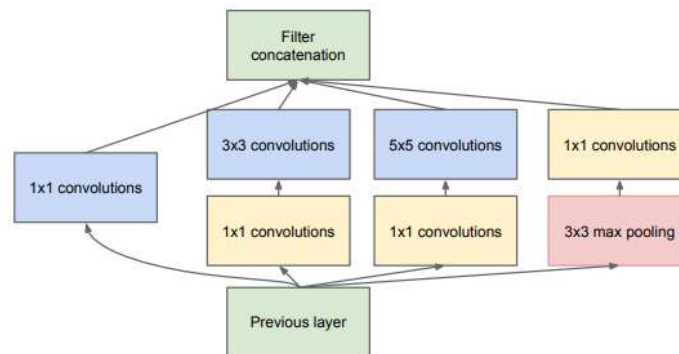 Filter
concatenation
3x3 convolutions
5x5 convolutions
1x1 convolutions
1x1 convolutions
1x1 convolutions
1x1 convolutions
3x3 max pooling
Previous layer